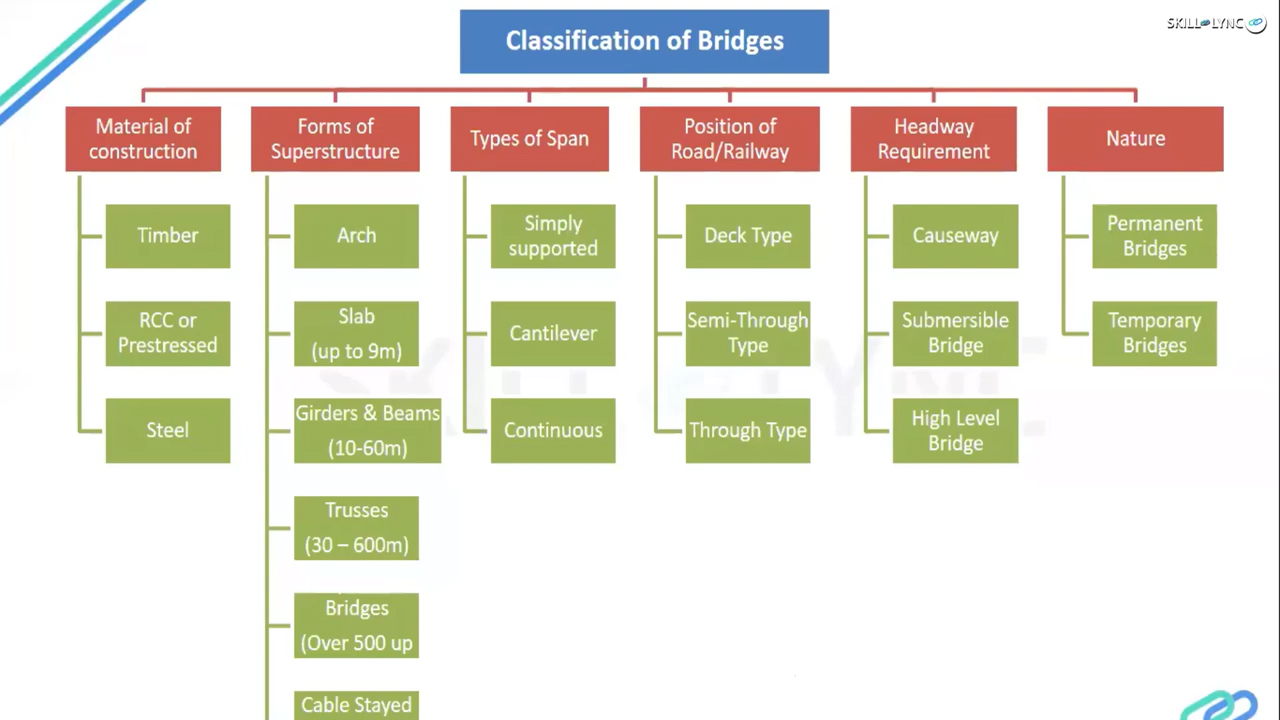 SKILL LYNC
Classification of Bridges
Material of
construction
Timber
RCC or
Prestressed
Steel
Forms of
Superstructure
Arch
Slab
(up to 9m)
Girders & Beams
(10-60m)
Trusses
(30 – 600m)
Bridges
(Over 500 up
Cable Stayed
Types of Span
Simply
supported
Cantilever
Continuous
Position of
Road/Railway
Deck Type
Semi-Through
Type
Through Type
Headway
Requirement
Causeway
Submersible
Bridge
High Level
Bridge
Nature
Permanent
Bridges
Temporary
Bridges